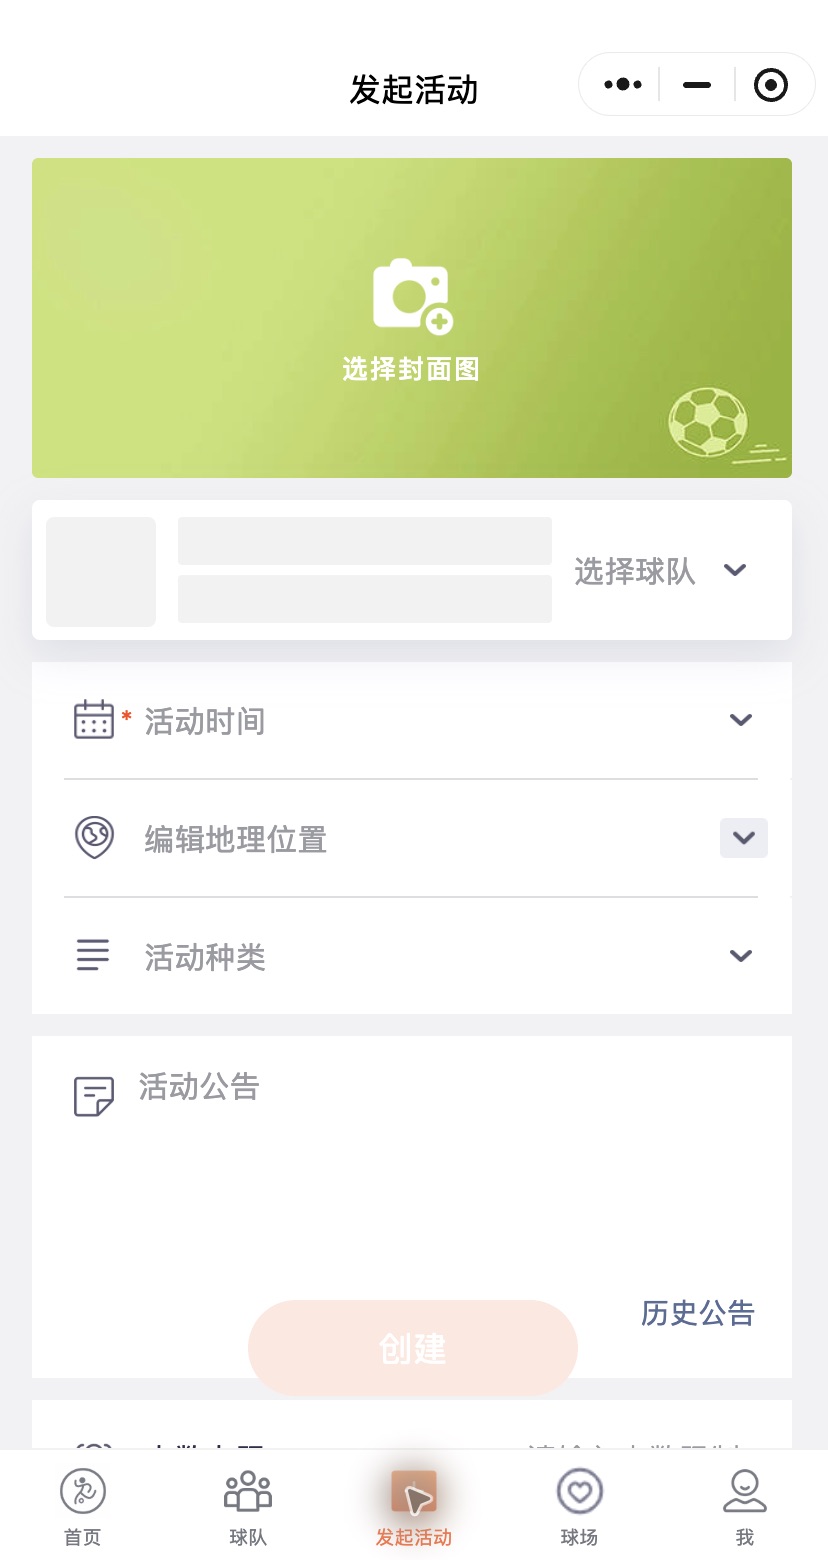 发起活动
选择封面图
选择球队
* 活动时间
编辑地理位置
活动种类
活动公告
历史公告
创建
首页
球队
发起活动
球场
我